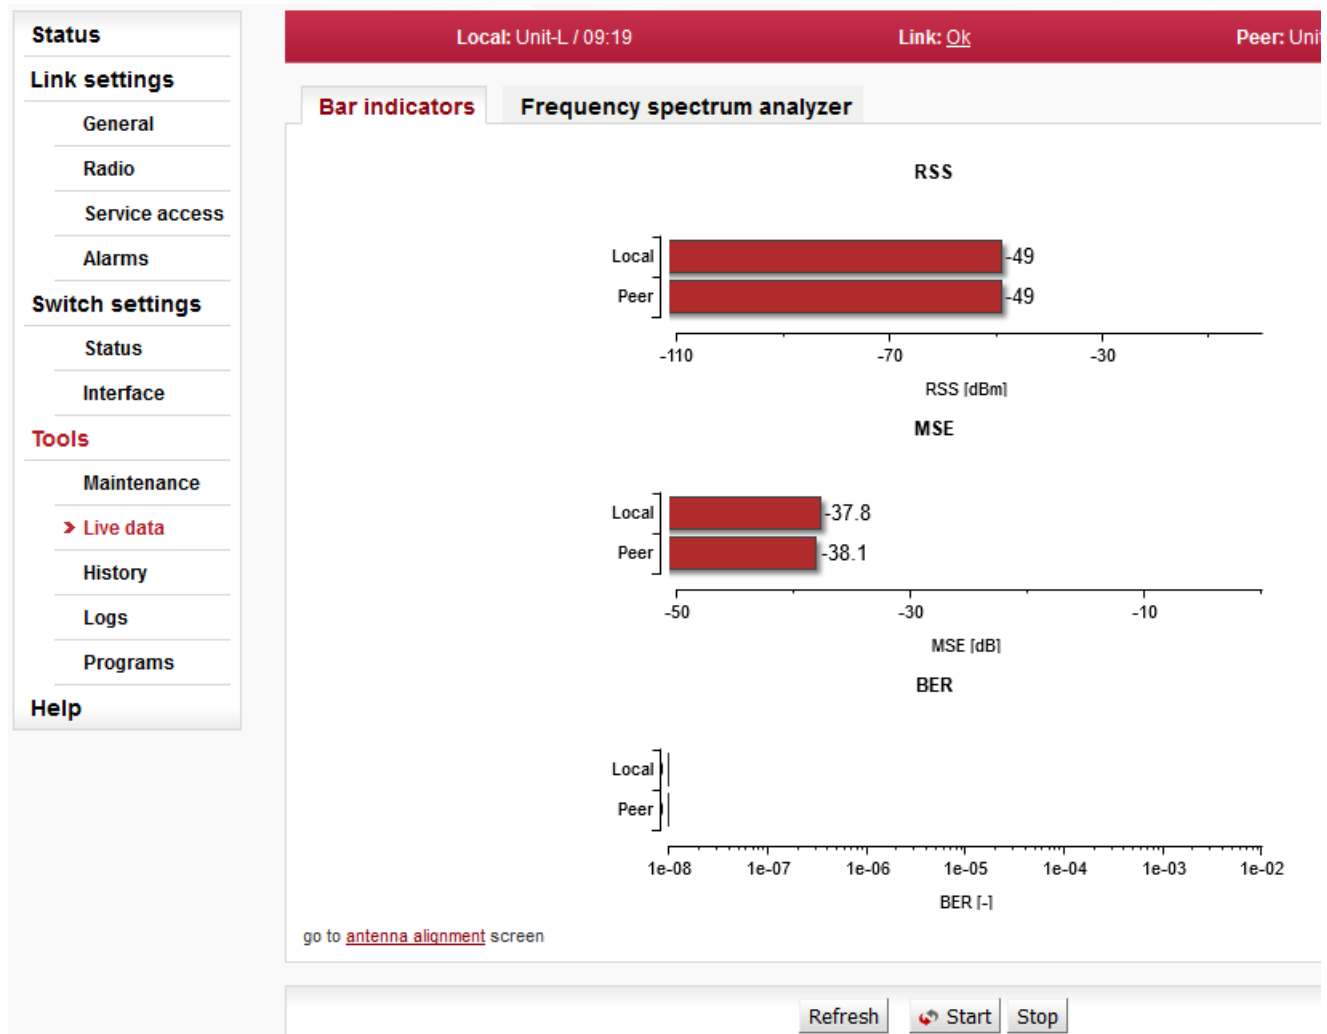 Status
Link settings
General
Radio
Service access
Alarms
Switch settings
Status
Interface
Tools
Maintenance
Live data
History
Logs
Programs
Help
Local: Unit-L / 09:19 Link: Ok Peer: Unit
Bar indicators Frequency spectrum analyzer
RSS
Local -49
Peer -49
-110 -70 -30
RSS [dBm]
MSE
Local -37.8
Peer -38.1
-50 -30 -10
MSE [dB]
BER
Local
Peer
1e-08 1e-07 1e-06 1e-05 1e-04 1e-03 1e-02
BER [-]
go to antenna alignment screen
Refresh Start Stop